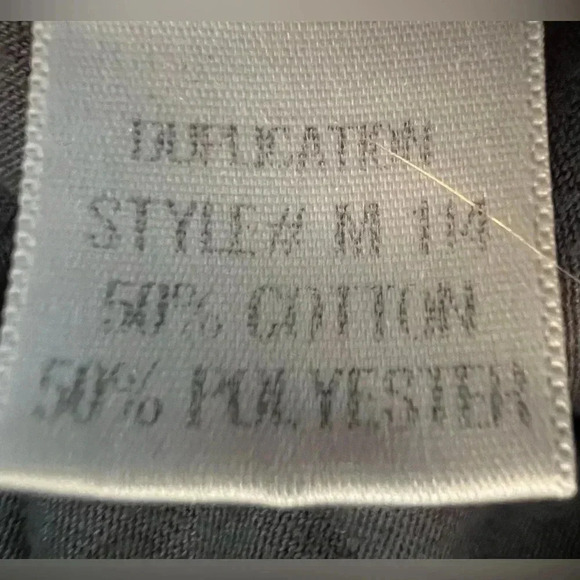 DUPLICATION
STYLE# M 114
50% COTTON
50% POLYESTER